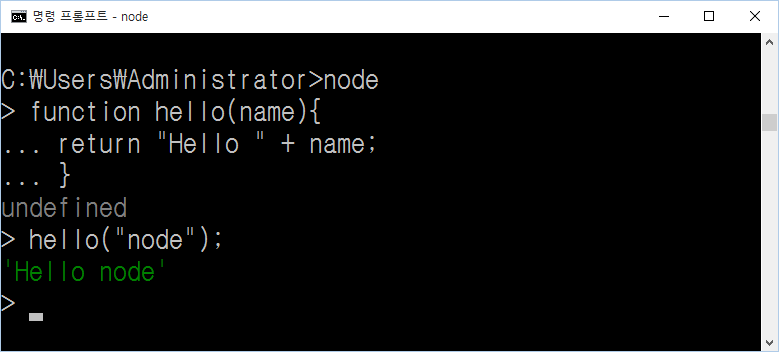 명령 프롬프트 - node
C:₩Users₩Administrator>node
> function hello(name){
... return "Hello " + name;
... }
undefined
> hello("node");
'Hello node'
>